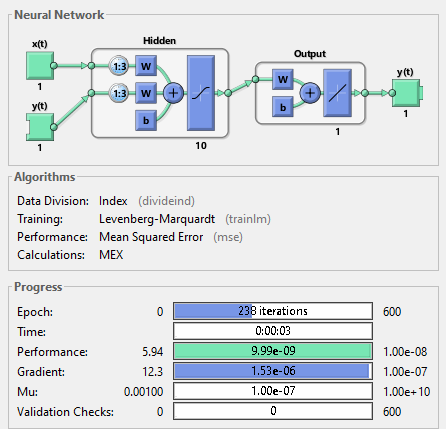 Neural Network
Hidden
Output
x(t)
1
1:3
W
y(t)
1
1:3
W
b
10
W
b
1
y(t)
1
Algorithms
Data Division: Index (divideind)
Training: Levenberg-Marquardt (trainlm)
Performance: Mean Squared Error (mse)
Calculations: MEX
Progress
Epoch: 0 238 iterations 600
Time: 0:00:03
Performance: 5.94 9.99e-09 1.00e-08
Gradient: 12.3 1.53e-06 1.00e-07
Mu: 0.00100 1.00e-07 1.00e+10
Validation Checks: 0 0 600